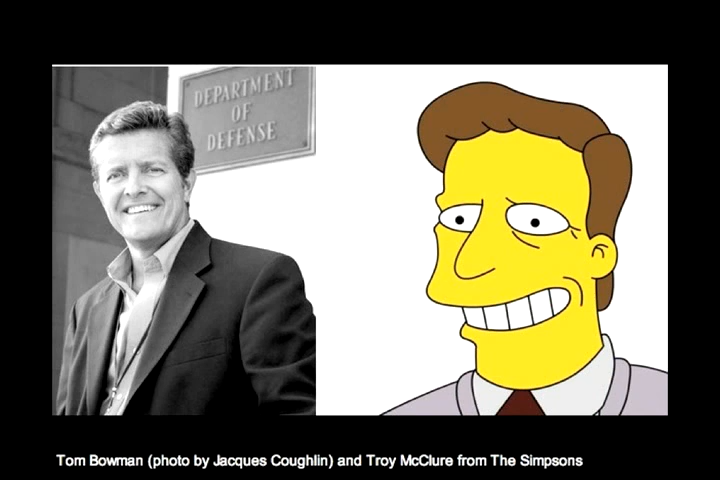 DEPARTMENT
OF
DEFENSE
Tom Bowman (photo by Jacques Coughlin) and Troy McClure from The Simpsons